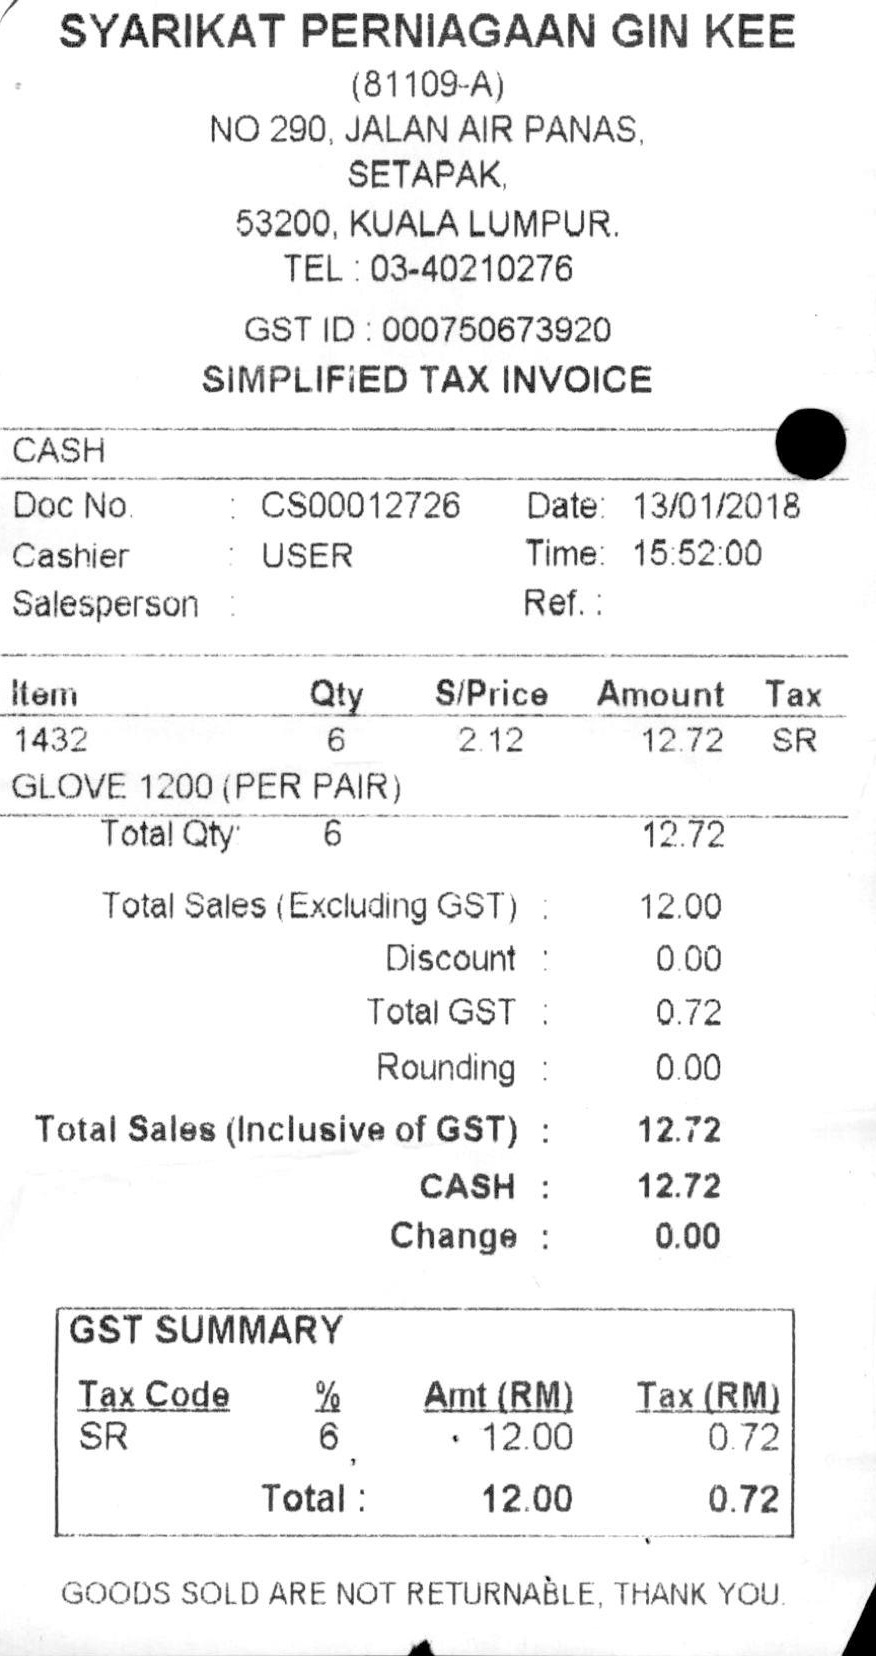 SYARIKAT PERNIAGAAN GIN KEE
(81109-A)
NO 290, JALAN AIR PANAS,
SETAPAK,
53200, KUALA LUMPUR.
TEL : 03-40210276
GST ID : 000750673920
SIMPLIFIED TAX INVOICE
CASH
Doc No. : CS00012726 Date: 13/01/2018
Cashier : USER Time: 15:52:00
Salesperson : Ref. :
Item Qty S/Price Amount Tax
1432 6 2.12 12.72 SR
GLOVE 1200 (PER PAIR)
Total Qty: 6 12.72
Total Sales (Excluding GST) : 12.00
Discount : 0.00
Total GST : 0.72
Rounding : 0.00
Total Sales (Inclusive of GST) : 12.72
CASH : 12.72
Change : 0.00
GST SUMMARY
Tax Code % Amt (RM) Tax (RM)
SR 6 12.00 0.72
Total : 12.00 0.72
GOODS SOLD ARE NOT RETURNABLE, THANK YOU.